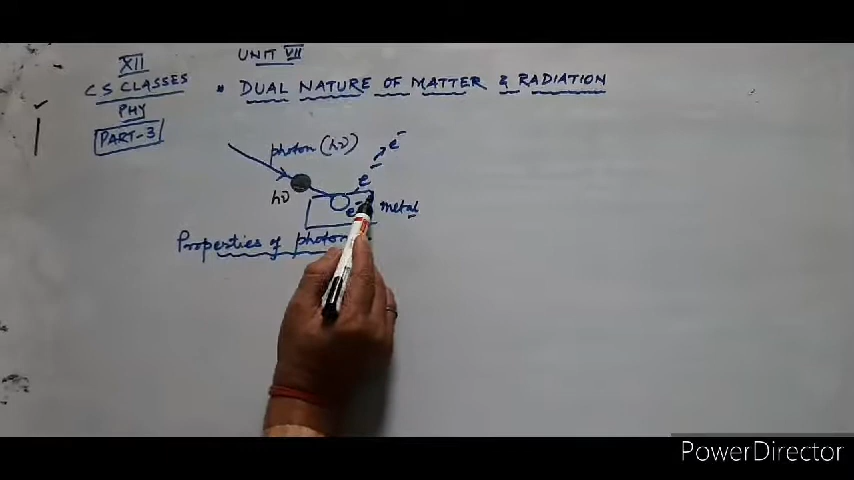 XII
UNIT VII
CS CLASSES
• DUAL NATURE OF MATTER & RADIATION
PHY
PART-3
photon (hν)
e⁻
e
hν
e⁻
metal
Properties of photon
PowerDirector